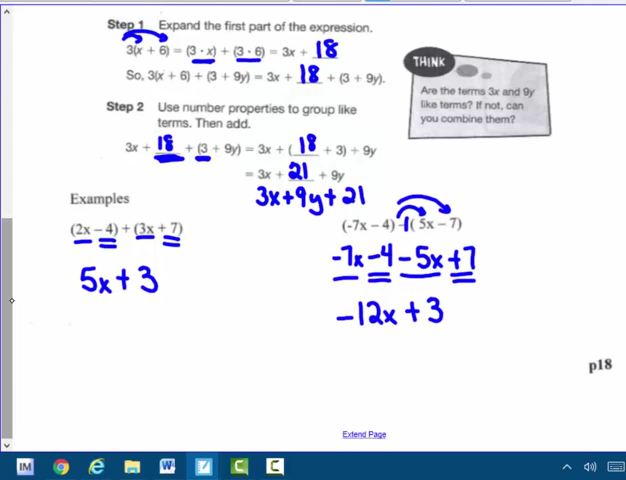 Step 1 Expand the first part of the expression.
3(x + 6) = (3 · x) + (3 · 6) = 3x + 18
So, 3(x + 6) + (3 + 9y) = 3x + 18 + (3 + 9y).
THINK
Are the terms 3x and 9y
like terms? If not, can
you combine them?
Step 2 Use number properties to group like
terms. Then add.
3x + 18 + (3 + 9y) = 3x + (18 + 3) + 9y
= 3x + 21 + 9y
3x+9y+21
Examples
(2x – 4) + (3x + 7)
5x + 3
(-7x – 4) –1( 5x – 7)
-7x -4 -5x +7
-12x + 3
p18
Extend Page
IM